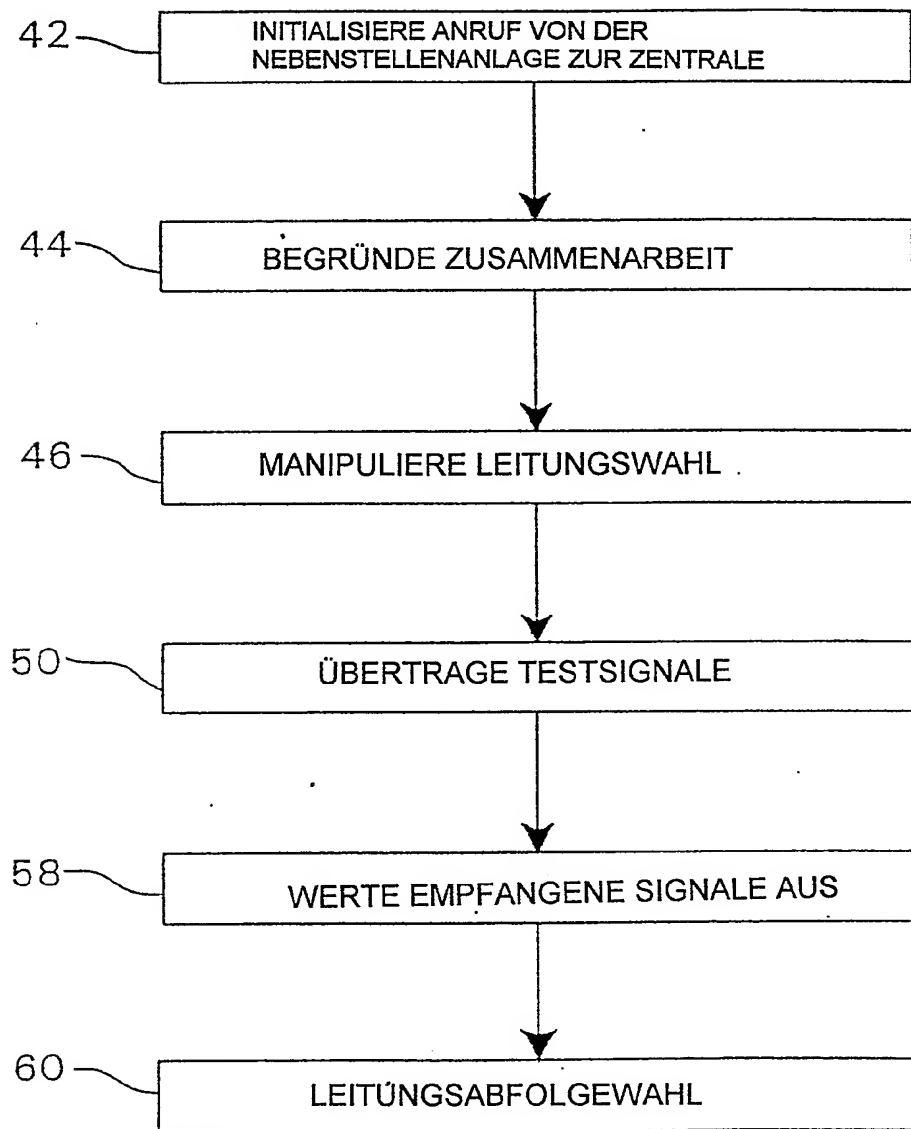 42
INITIALISIERE ANRUF VON DER
NEBENSTELLENANLAGE ZUR ZENTRALE
44
BEGRÜNDE ZUSAMMENARBEIT
46
MANIPULIERE LEITUNGSWAHL
50
ÜBERTRAGE TESTSIGNALE
58
WERTE EMPFANGENE SIGNALE AUS
60
LEITUNGSABFOLGEWAHL